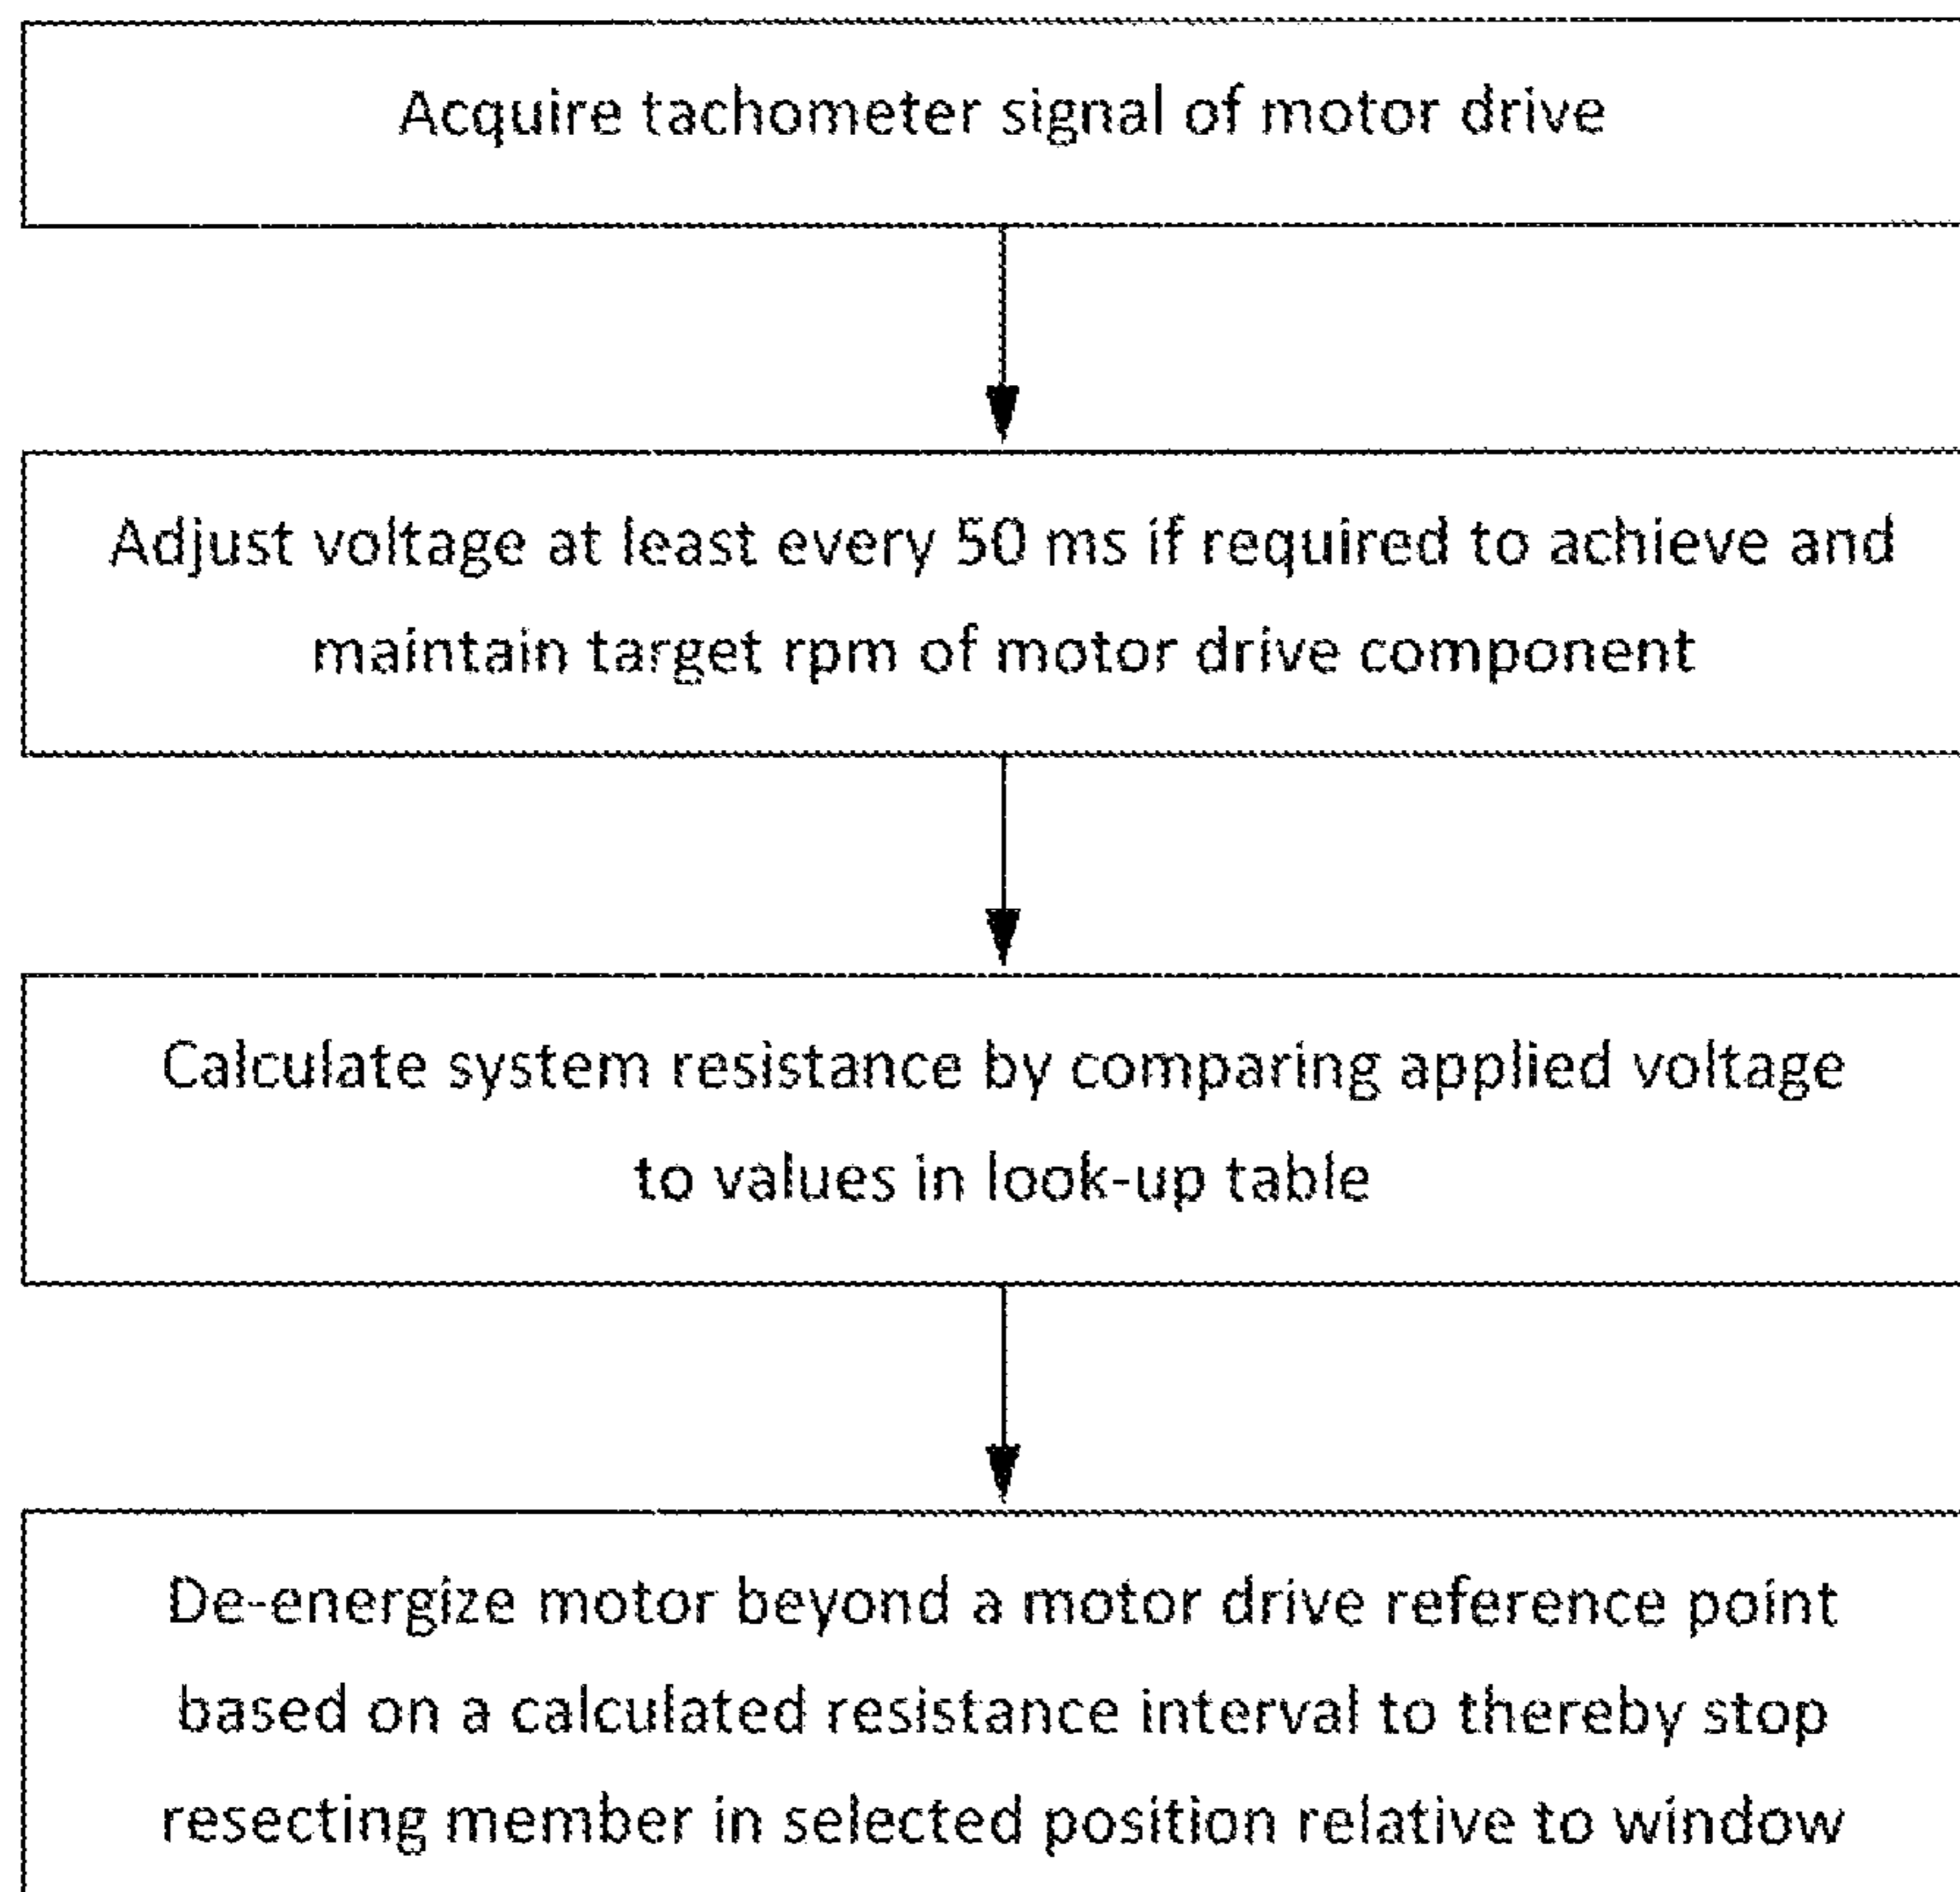 Acquire tachometer signal of motor drive
Adjust voltage at least every 50 ms if required to achieve and
maintain target rpm of motor drive component
Calculate system resistance by comparing applied voltage
to values in look-up table
De-energize motor beyond a motor drive reference point
based on a calculated resistance interval to thereby stop
resecting member in selected position relative to window